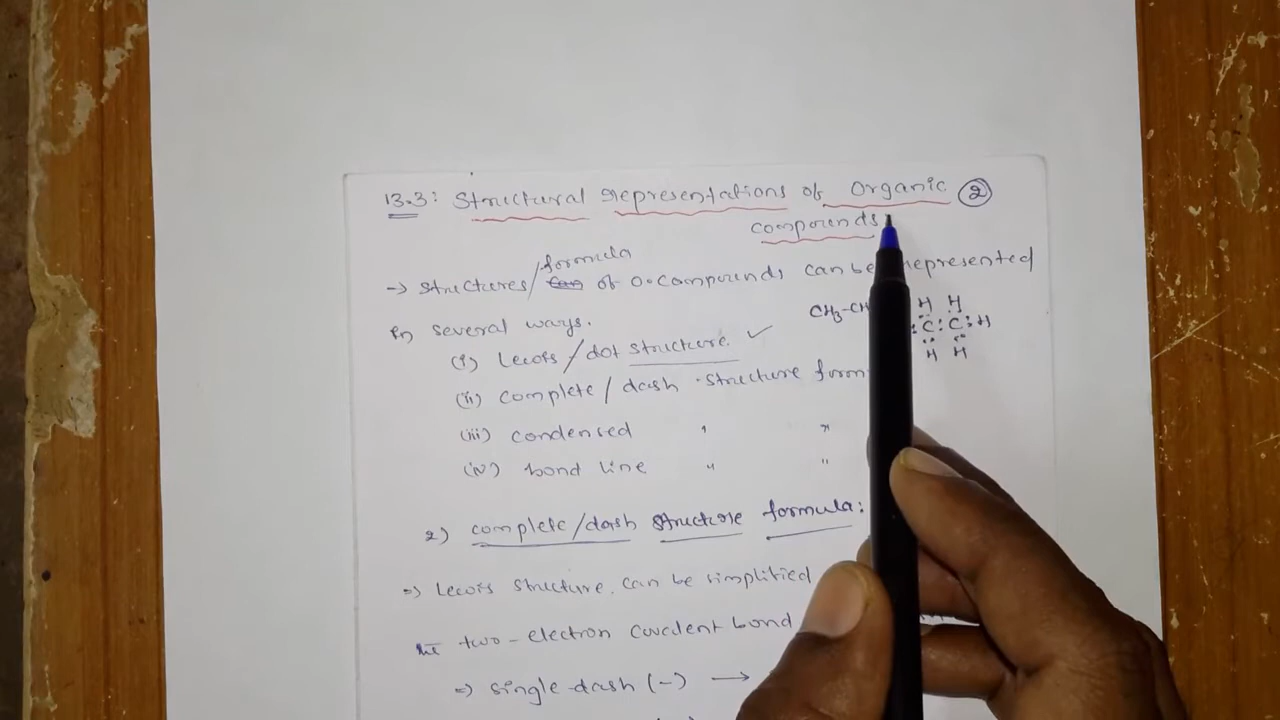 13.3: Structural representations of organic ②
compounds
→ structures/formula of o.compounds can be represented
in several ways.
CH3-CH
H H
C : C : H
H H
(i) Lewis/dot structure ✓
(ii) complete/dash structure form
(iii) condensed " "
(iv) bond line " "
2) complete/dash structure formula:
⇒ Lewis structure can be simplified
two-electron covalent bond
⇒ single dash (-) →